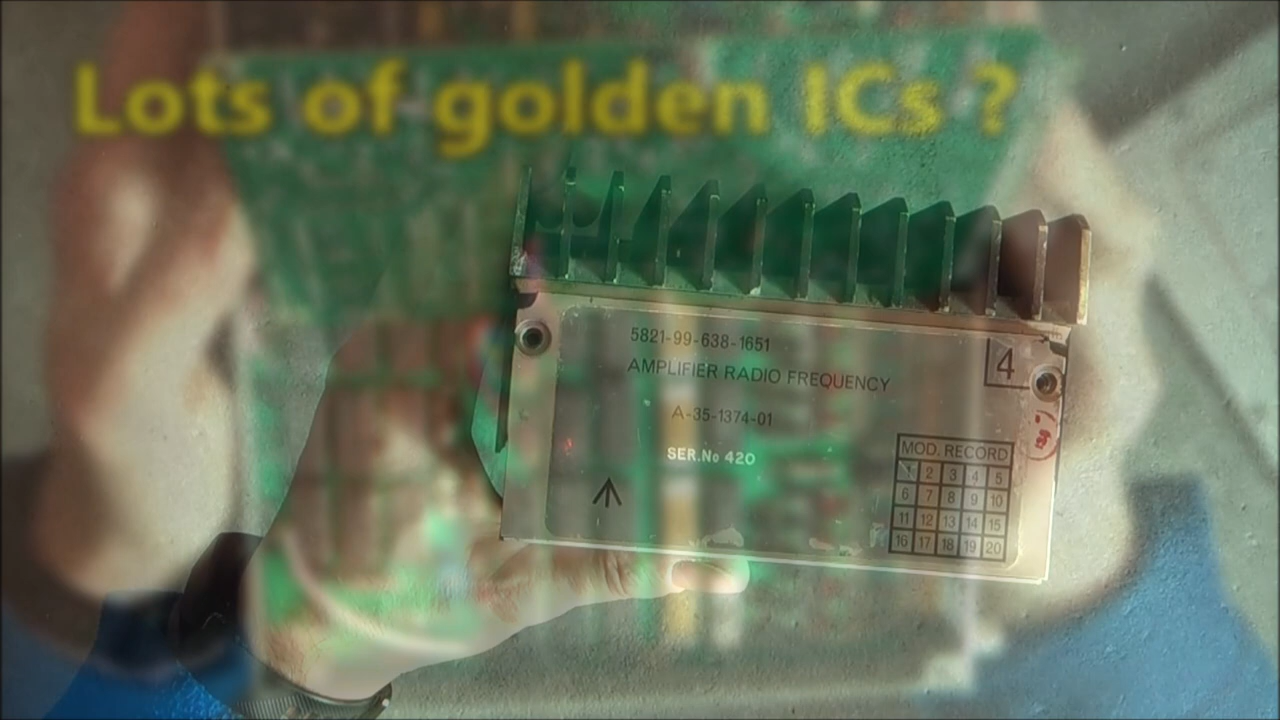 Lots of golden ICs ?
5821-99-638-1651
AMPLIFIER RADIO FREQUENCY
4
A-35-1374-01
SER.No 420
MOD. RECORD
1 2 3 4 5
6 7 8 9 10
11 12 13 14 15
16 17 18 19 20